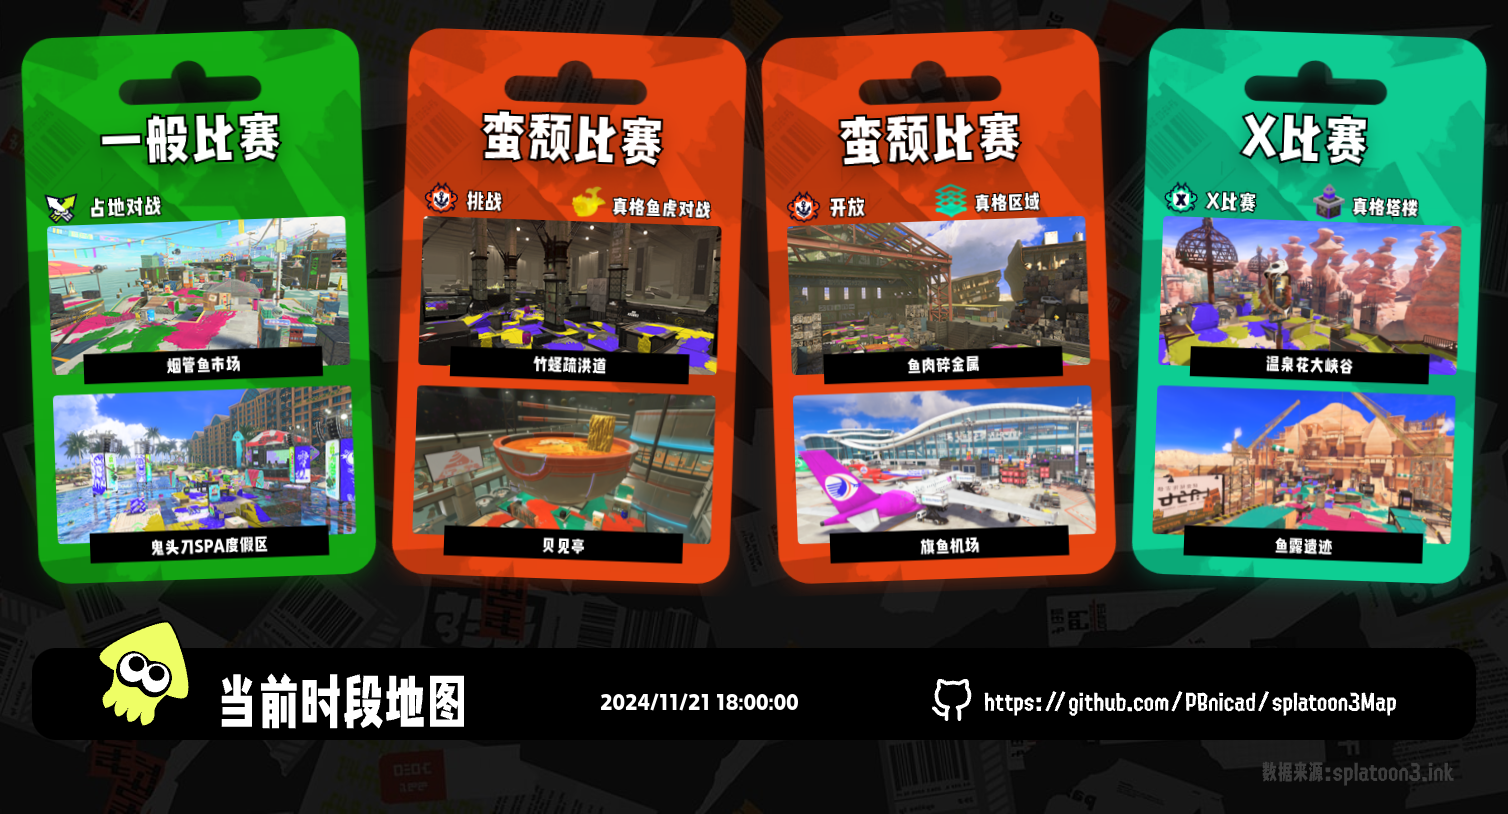 一般比赛
占地对战
烟管鱼市场
鬼头刀SPA度假区
蛮颓比赛
挑战
真格鱼虎对战
竹蛏疏洪道
贝见亭
蛮颓比赛
开放
真格区域
鱼肉碎金属
旗鱼机场
X比赛
X比赛
真格塔楼
温泉花大峡谷
鱼露遗迹
当前时段地图
2024/11/21 18:00:00
https://github.com/PBnicad/splatoon3Map
数据来源:splatoon3.ink